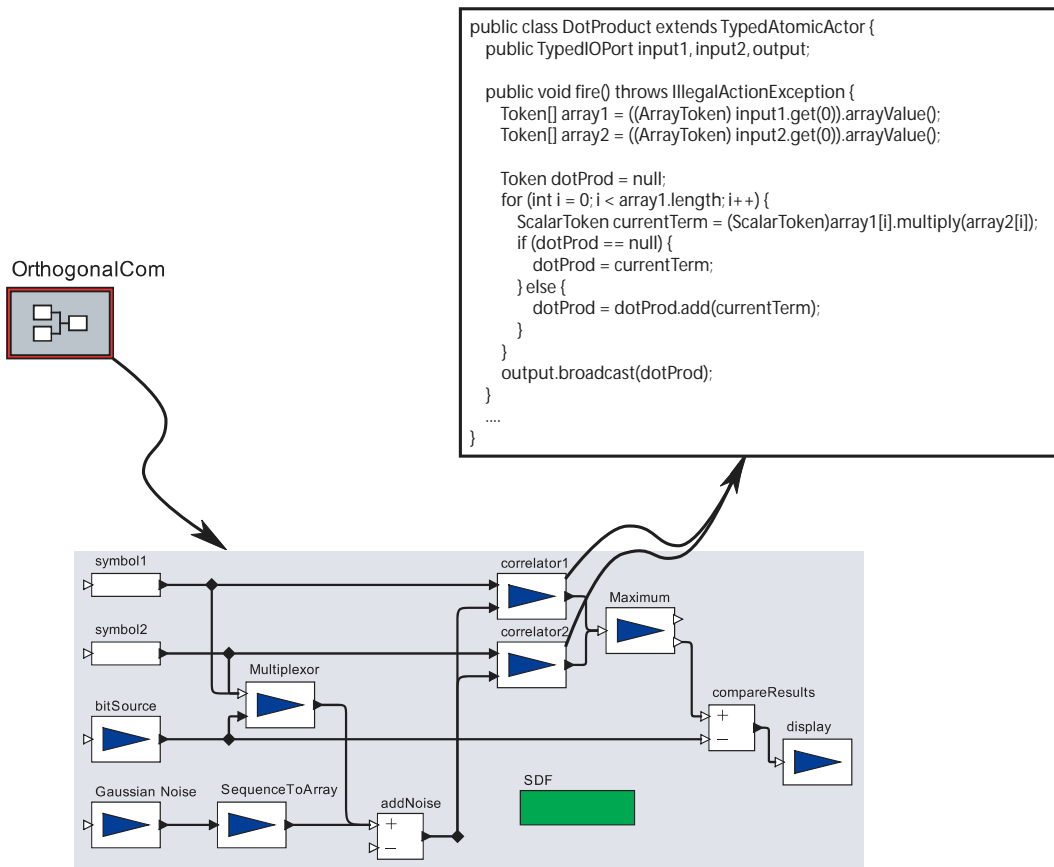 public class DotProduct extends TypedAtomicActor {
public TypedIOPort input1, input2, output;
public void fire() throws IllegalActionException {
Token[] array1 = ((ArrayToken) input1.get(0)).arrayValue();
Token[] array2 = ((ArrayToken) input2.get(0)).arrayValue();
Token dotProd = null;
for (int i = 0; i < array1.length; i++) {
ScalarToken currentTerm = (ScalarToken)array1[i].multiply(array2[i]);
if (dotProd == null) {
dotProd = currentTerm;
} else {
dotProd = dotProd.add(currentTerm);
}
}
output.broadcast(dotProd);
}
....
}
OrthogonalCom
symbol1
correlator1
Maximum
symbol2
correlator2
Multiplexor
bitSource
compareResults
+
−
display
Gaussian Noise
SequenceToArray
addNoise
+
−
SDF